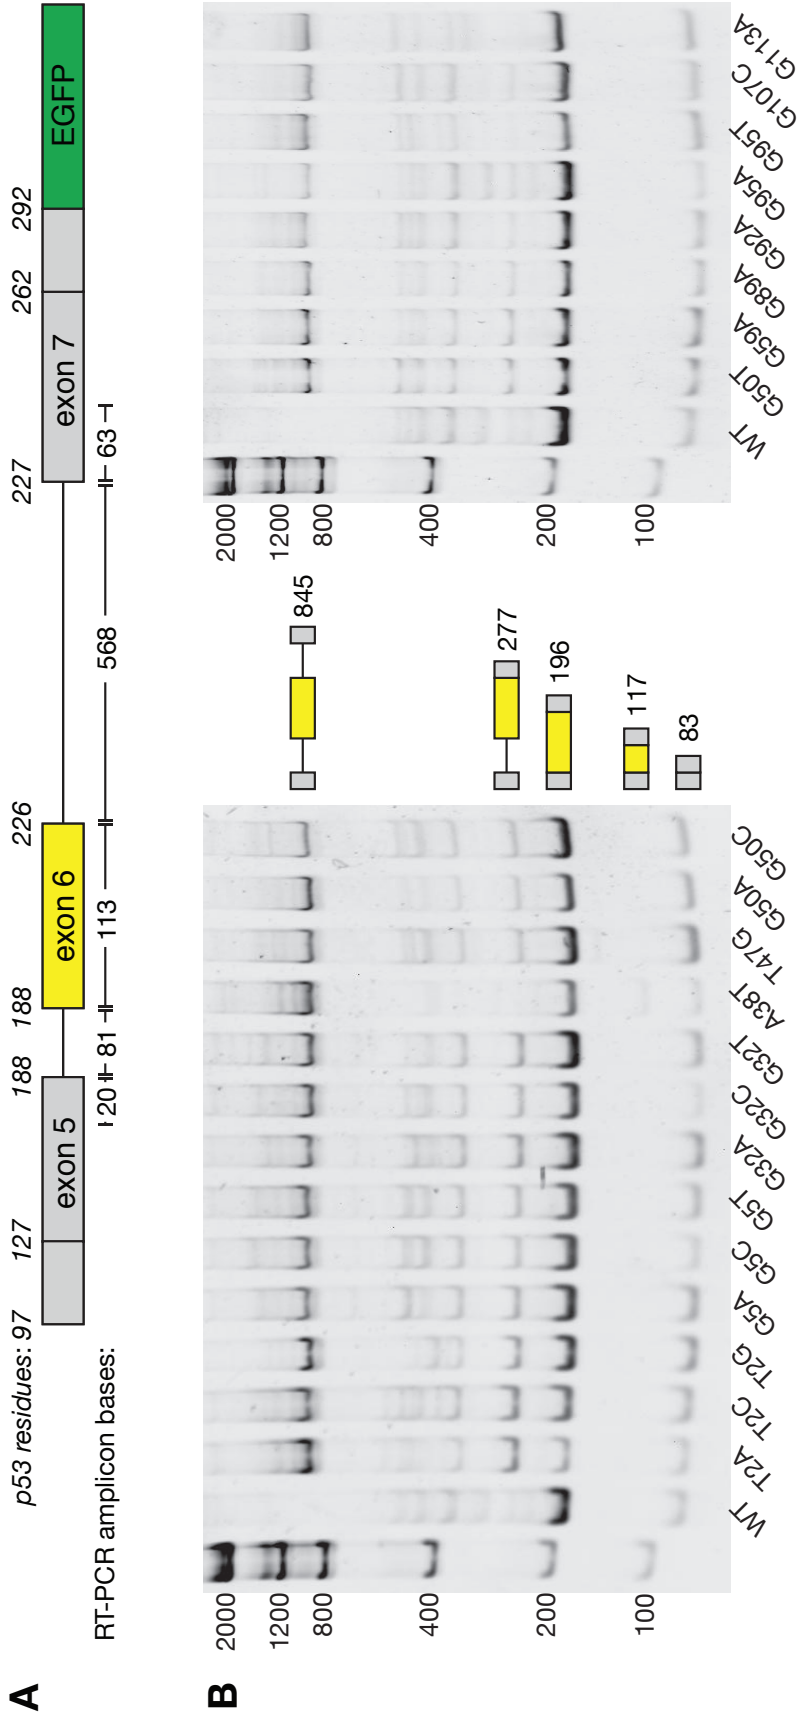 A
p53 residues: 97 127 188 188 226 227 262 292
exon 5 exon 6 exon 7 EGFP
RT-PCR amplicon bases: 20 81 113 568 63
B
2000
1200
800
400
200
100
WT T2A T2C T2G G5A G5C G5T G32A G32C G32T A38T T47G G50A G50C
845
277
196
117
83
2000
1200
800
400
200
100
WT G50T G59A G89A G92A G95A G95T G107C G113A